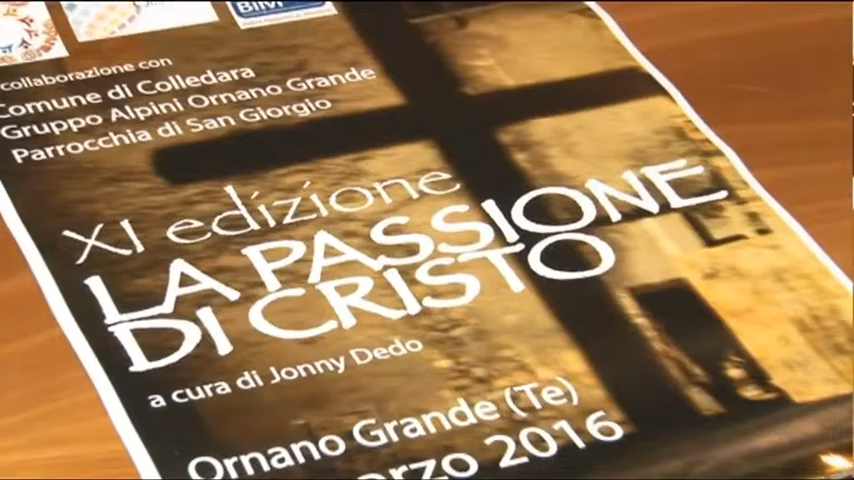 BIM
collaborazione con
Comune di Colledara
Gruppo Alpini Ornano Grande
Parrocchia di San Giorgio
XI edizione
LA PASSIONE
DI CRISTO
a cura di Jonny Dedo
Ornano Grande (Te)
2016